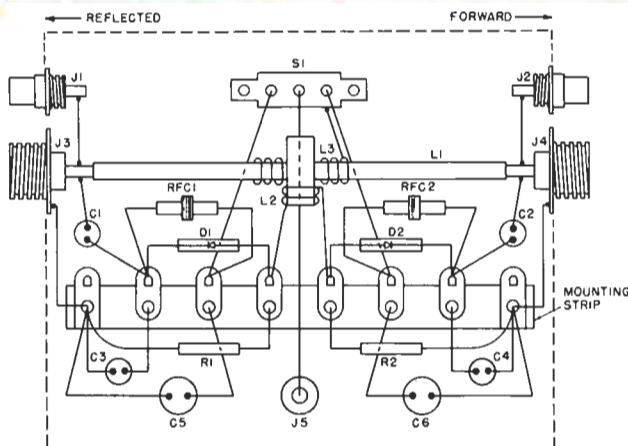 REFLECTED
FORWARD
S1
J1
J2
J3
J4
L3
L1
RFC1
L2
RFC2
C1
D1
D2
C2
MOUNTING
STRIP
C3
R1
R2
C4
C5
J5
C6